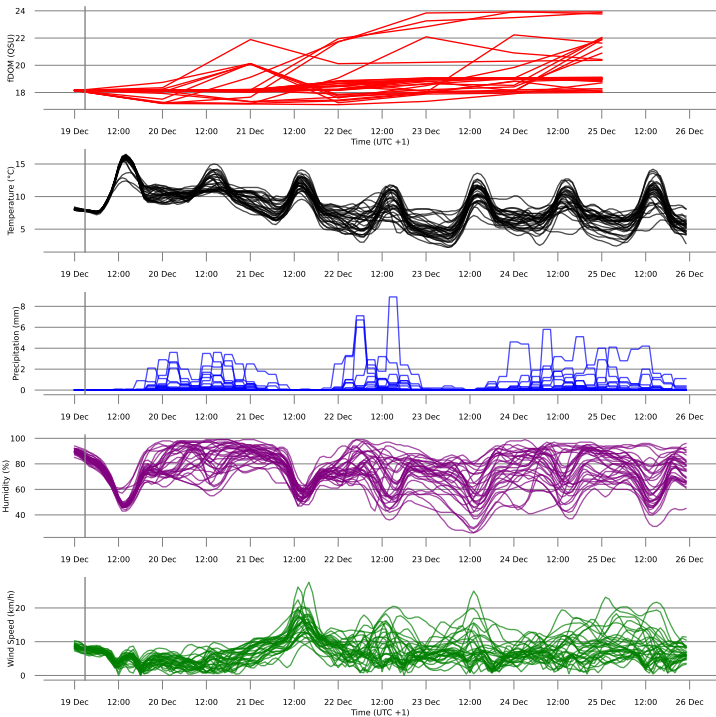 fDOM (QSU)
24
22
20
18
19 Dec 12:00 20 Dec 12:00 21 Dec 12:00 22 Dec 12:00 23 Dec 12:00 24 Dec 12:00 25 Dec 12:00 26 Dec
Time (UTC +1)
Temperature (°C)
15
10
5
19 Dec 12:00 20 Dec 12:00 21 Dec 12:00 22 Dec 12:00 23 Dec 12:00 24 Dec 12:00 25 Dec 12:00 26 Dec
Precipitation (mm)
8
6
4
2
0
19 Dec 12:00 20 Dec 12:00 21 Dec 12:00 22 Dec 12:00 23 Dec 12:00 24 Dec 12:00 25 Dec 12:00 26 Dec
Humidity (%)
100
80
60
40
19 Dec 12:00 20 Dec 12:00 21 Dec 12:00 22 Dec 12:00 23 Dec 12:00 24 Dec 12:00 25 Dec 12:00 26 Dec
Wind Speed (km/h)
20
10
0
19 Dec 12:00 20 Dec 12:00 21 Dec 12:00 22 Dec 12:00 23 Dec 12:00 24 Dec 12:00 25 Dec 12:00 26 Dec
Time (UTC +1)